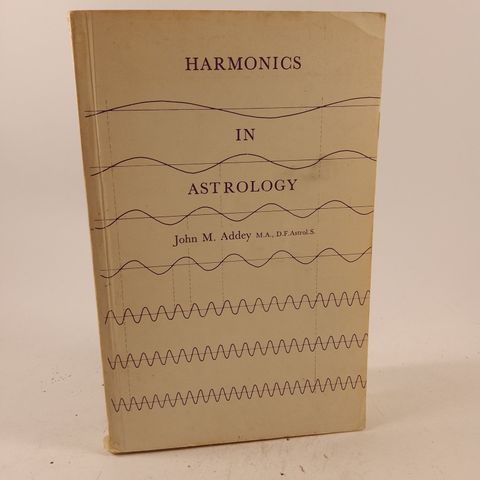 HARMONICS
IN
ASTROLOGY
John M. Addey M.A., D.F.Astrol.S.